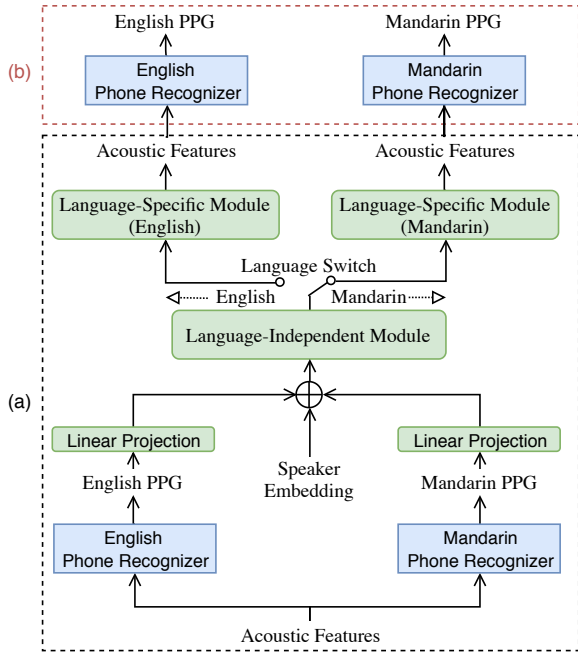 English PPG
Mandarin PPG
(b)
English
Phone Recognizer
Mandarin
Phone Recognizer
Acoustic Features
Acoustic Features
Language-Specific Module
(English)
Language-Specific Module
(Mandarin)
Language Switch
English
Mandarin
Language-Independent Module
(a)
Linear Projection
Linear Projection
Speaker
Embedding
English PPG
Mandarin PPG
English
Phone Recognizer
Mandarin
Phone Recognizer
Acoustic Features